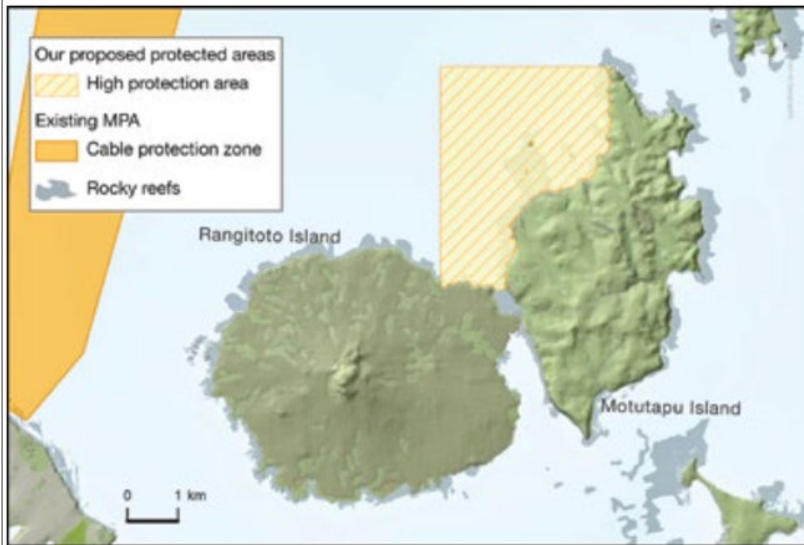 Our proposed protected areas
High protection area
Existing MPA
Cable protection zone
Rocky reefs
Rangitoto Island
Motutapu Island
0 1 km